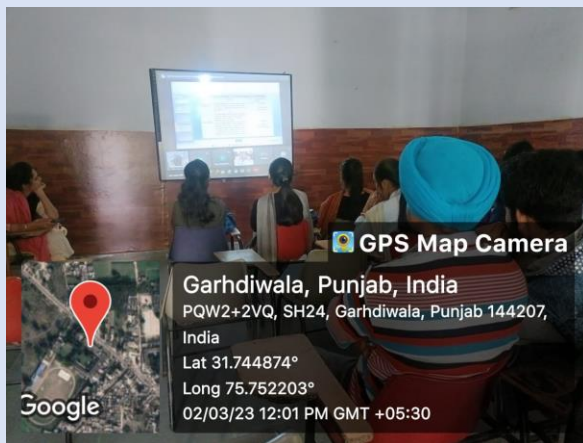 GPS Map Camera
Garhdiwala, Punjab, India
PQW2+2VQ, SH24, Garhdiwala, Punjab 144207,
India
Lat 31.744874°
Long 75.752203°
02/03/23 12:01 PM GMT +05:30
Google